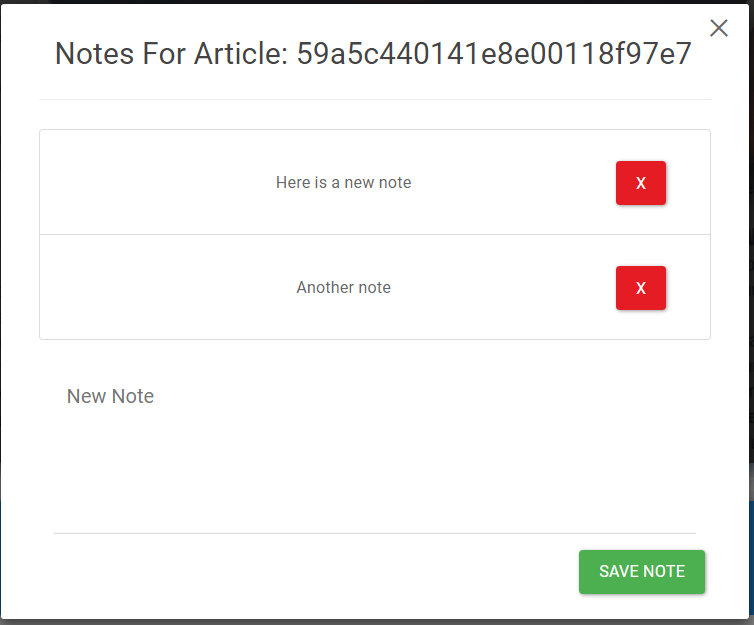 Notes For Article: 59a5c440141e8e00118f97e7
Here is a new note
X
Another note
X
New Note
SAVE NOTE